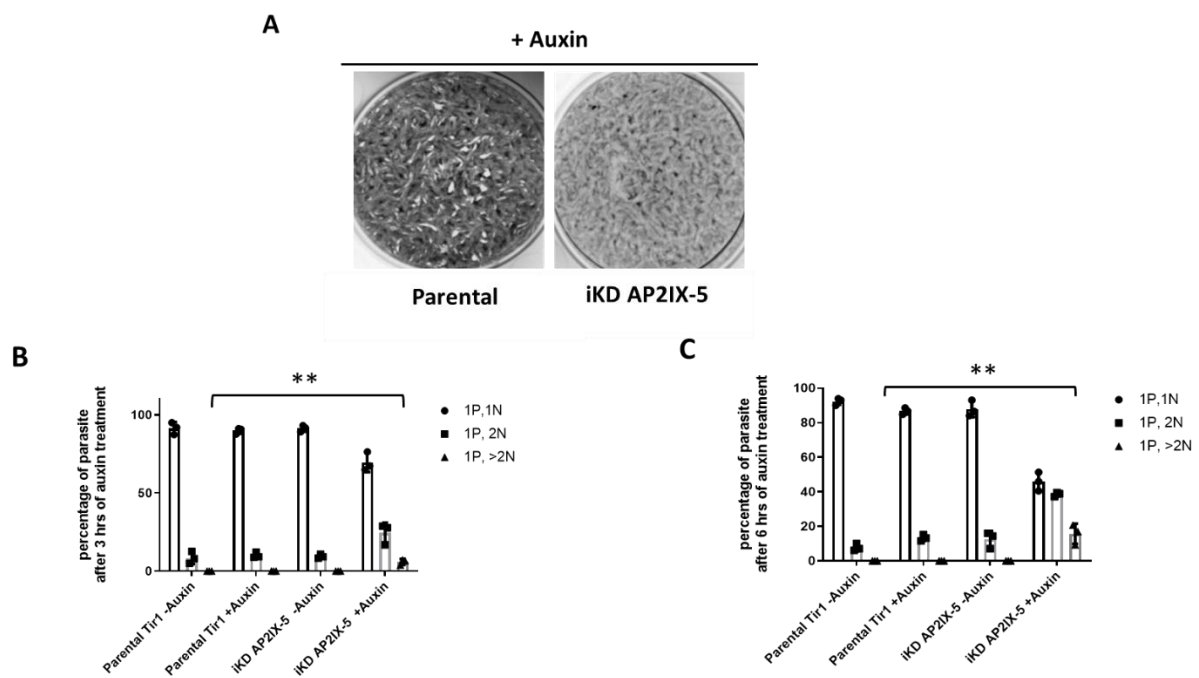 A
+ Auxin
Parental
iKD AP2IX-5
B
**
percentage of parasite
after 3 hrs of auxin treatment
100
50
0
1P,1N
1P, 2N
1P, >2N
Parental Tir1 -Auxin
Parental Tir1 +Auxin
iKD AP2IX-5 -Auxin
iKD AP2IX-5 +Auxin
C
**
percentage of parasite
after 6 hrs of auxin treatment
100
80
60
40
20
0
1P,1N
1P, 2N
1P, >2N
Parental Tir1 -Auxin
Parental Tir1 +Auxin
iKD AP2IX-5 -Auxin
iKD AP2IX-5 +Auxin